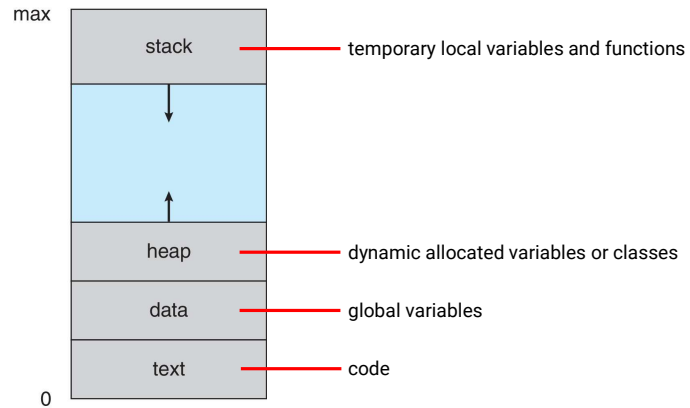 max
stack
temporary local variables and functions
heap
dynamic allocated variables or classes
data
global variables
text
code
0